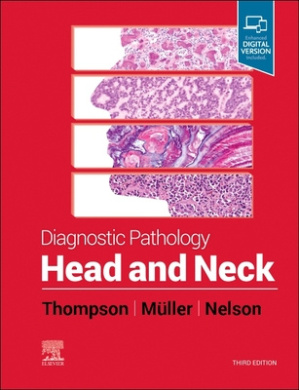 Enhanced
DIGITAL
VERSION
Included
Diagnostic Pathology
Head and Neck
Thompson Müller Nelson
ELSEVIER
THIRD EDITION